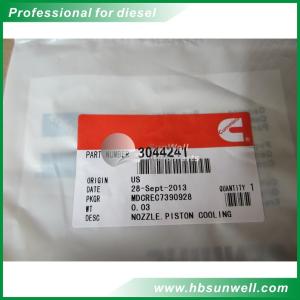 Professional for diesel
PART NUMBER 3044241
ORIGIN US
DATE 28-Sept-2013 QUANTITY 1
PKGR MDCREC7390928
WT 0.03
DESC NOZZLE,PISTON COOLING
www.hbsunwell.com